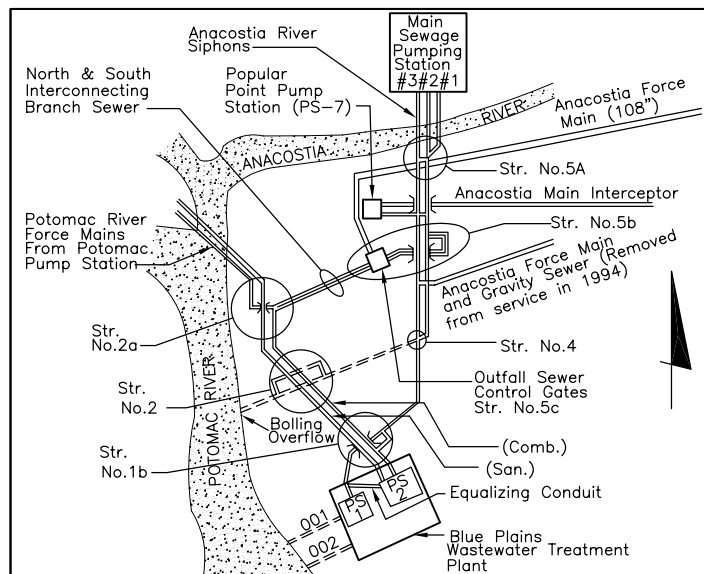 Anacostia River
Siphons
Main
Sewage
Pumping
Station
#3#2#1
North & South
Interconnecting
Branch Sewer
Popular
Point Pump
Station (PS-7)
ANACOSTIA
RIVER
Anacostia Force
Main (108")
Str. No.5A
Anacostia Main Interceptor
Str. No.5b
Potomac River
Force Mains
From Potomac.
Pump Station
Anacostia Force Main
and Gravity Sewer (Removed
from service in 1994)
Str.
No.2a
Str. No.4
POTOMAC RIVER
Str.
No.2
Outfall Sewer
Control Gates
Str. No.5c
Bolling
Overflow
(Comb.)
Str.
No.1b
(San.)
PS
1
PS
2
Equalizing Conduit
001
002
Blue Plains
Wastewater Treatment
Plant